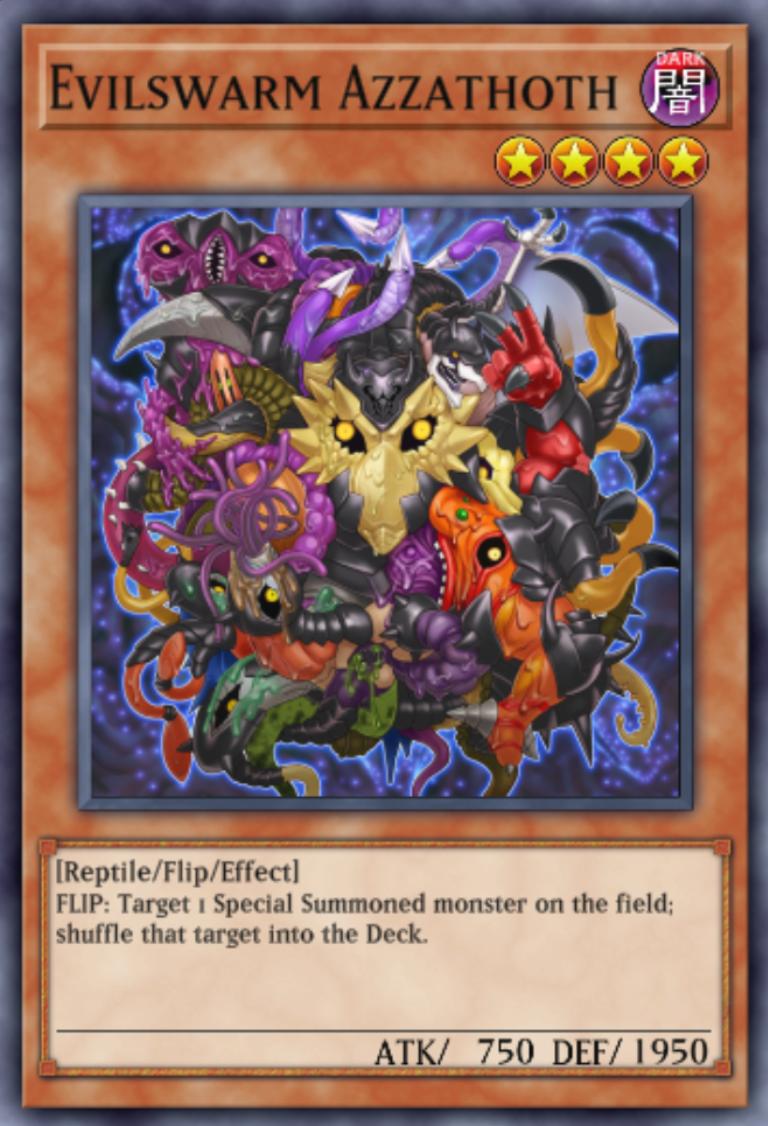 EVILSWARM AZZATHOTH
DARK
闇
[Reptile/Flip/Effect]
FLIP: Target 1 Special Summoned monster on the field;
shuffle that target into the Deck.
ATK/ 750 DEF/ 1950